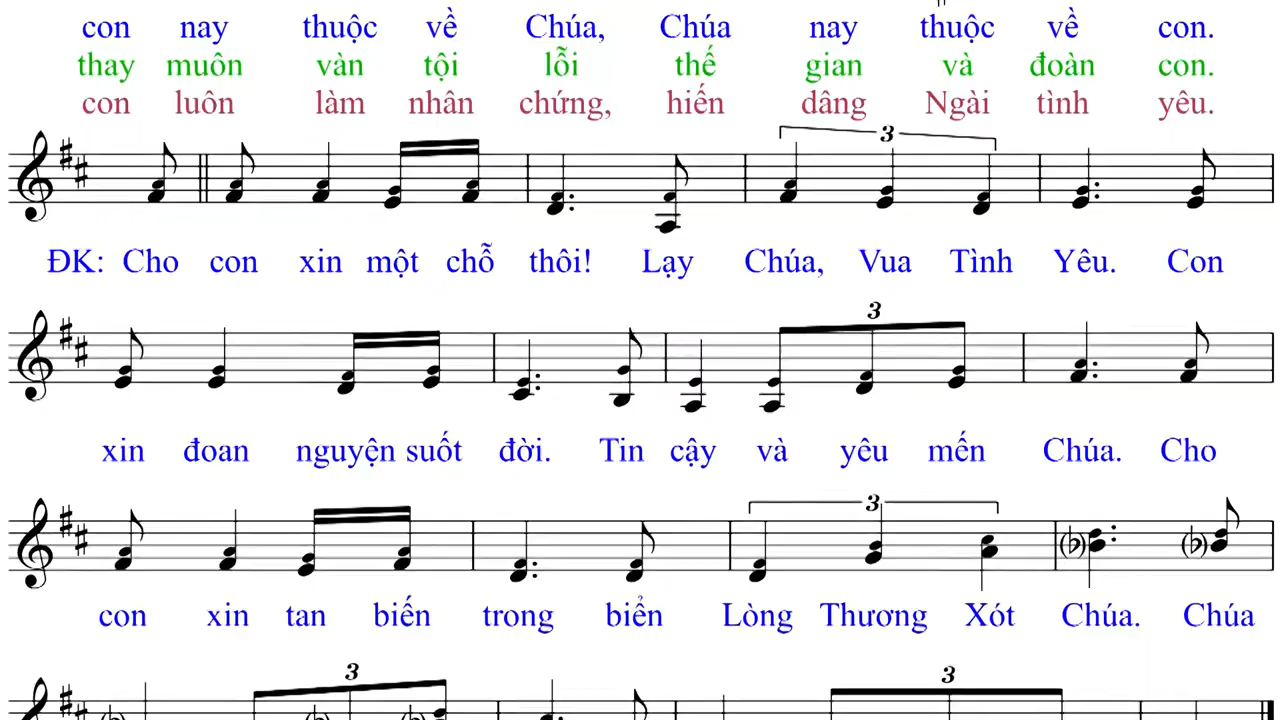 con nay thuộc về Chúa, Chúa nay thuộc về con.
thay muôn vàn tội lỗi thế gian và đoàn con.
con luôn làm nhân chứng, hiến dâng Ngài tình yêu.
3
ĐK: Cho con xin một chỗ thôi! Lạy Chúa, Vua Tình Yêu. Con
3
xin đoan nguyện suốt đời. Tin cậy và yêu mến Chúa. Cho
3
con xin tan biến trong biển Lòng Thương Xót Chúa. Chúa
3 3